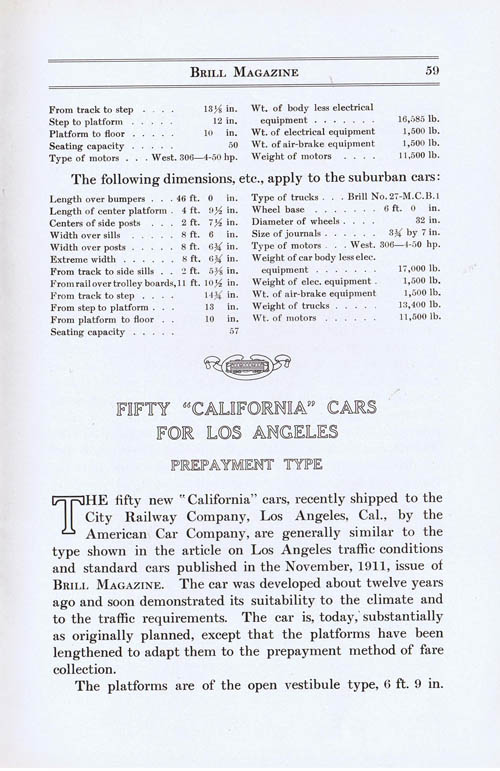 BRILL MAGAZINE 59
From track to step . . . . 13⅛ in.
Step to platform . . . . . 12 in.
Platform to floor . . . . . 10 in.
Seating capacity . . . . . 50
Type of motors . . . West. 306—4-50 hp.
Wt. of body less electrical
equipment . . . . . . . 16,585 lb.
Wt. of electrical equipment 1,500 lb.
Wt. of air-brake equipment 1,500 lb.
Weight of motors . . . . 11,500 lb.
The following dimensions, etc., apply to the suburban cars:
Length over bumpers . . . 46 ft. 0 in.
Length of center platform . 4 ft. 9½ in.
Centers of side posts . . . 2 ft. 7½ in.
Width over sills . . . . . 8 ft. 6 in.
Width over posts . . . . . 8 ft. 6¾ in.
Extreme width . . . . . 8 ft. 6¾ in.
From track to side sills . . 2 ft. 5⅜ in.
From rail over trolley boards, 11 ft. 10½ in.
From track to step . . . . 14¾ in.
From step to platform . . . 13 in.
From platform to floor . . 10 in.
Seating capacity . . . . . 57
Type of trucks . . . Brill No. 27-M.C.B.1
Wheel base . . . . . . . 6 ft. 0 in.
Diameter of wheels . . . . 32 in.
Size of journals . . . . . . 3¾ by 7 in.
Type of motors . . . West. 306—4-50 hp.
Weight of car body less elec.
equipment . . . . . . . 17,000 lb.
Weight of elec. equipment . 1,500 lb.
Wt. of air-brake equipment 1,500 lb.
Weight of trucks . . . . . 13,400 lb.
Wt. of motors . . . . . . 11,500 lb.
FIFTY "CALIFORNIA" CARS
FOR LOS ANGELES
PREPAYMENT TYPE
THE fifty new "California" cars, recently shipped to the
City Railway Company, Los Angeles, Cal., by the
American Car Company, are generally similar to the
type shown in the article on Los Angeles traffic conditions
and standard cars published in the November, 1911, issue of
BRILL MAGAZINE. The car was developed about twelve years
ago and soon demonstrated its suitability to the climate and
to the traffic requirements. The car is, today, substantially
as originally planned, except that the platforms have been
lengthened to adapt them to the prepayment method of fare
collection.
The platforms are of the open vestibule type, 6 ft. 9 in.